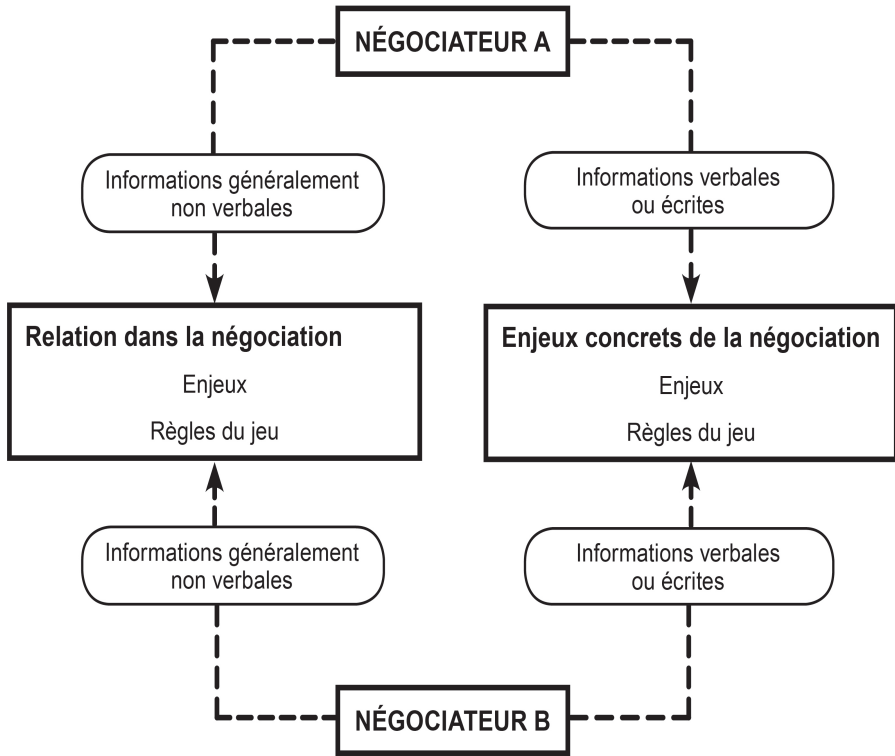 NÉGOCIATEUR A
Informations généralement
non verbales
Informations verbales
ou écrites
Relation dans la négociation
Enjeux
Règles du jeu
Enjeux concrets de la négociation
Enjeux
Règles du jeu
Informations généralement
non verbales
Informations verbales
ou écrites
NÉGOCIATEUR B